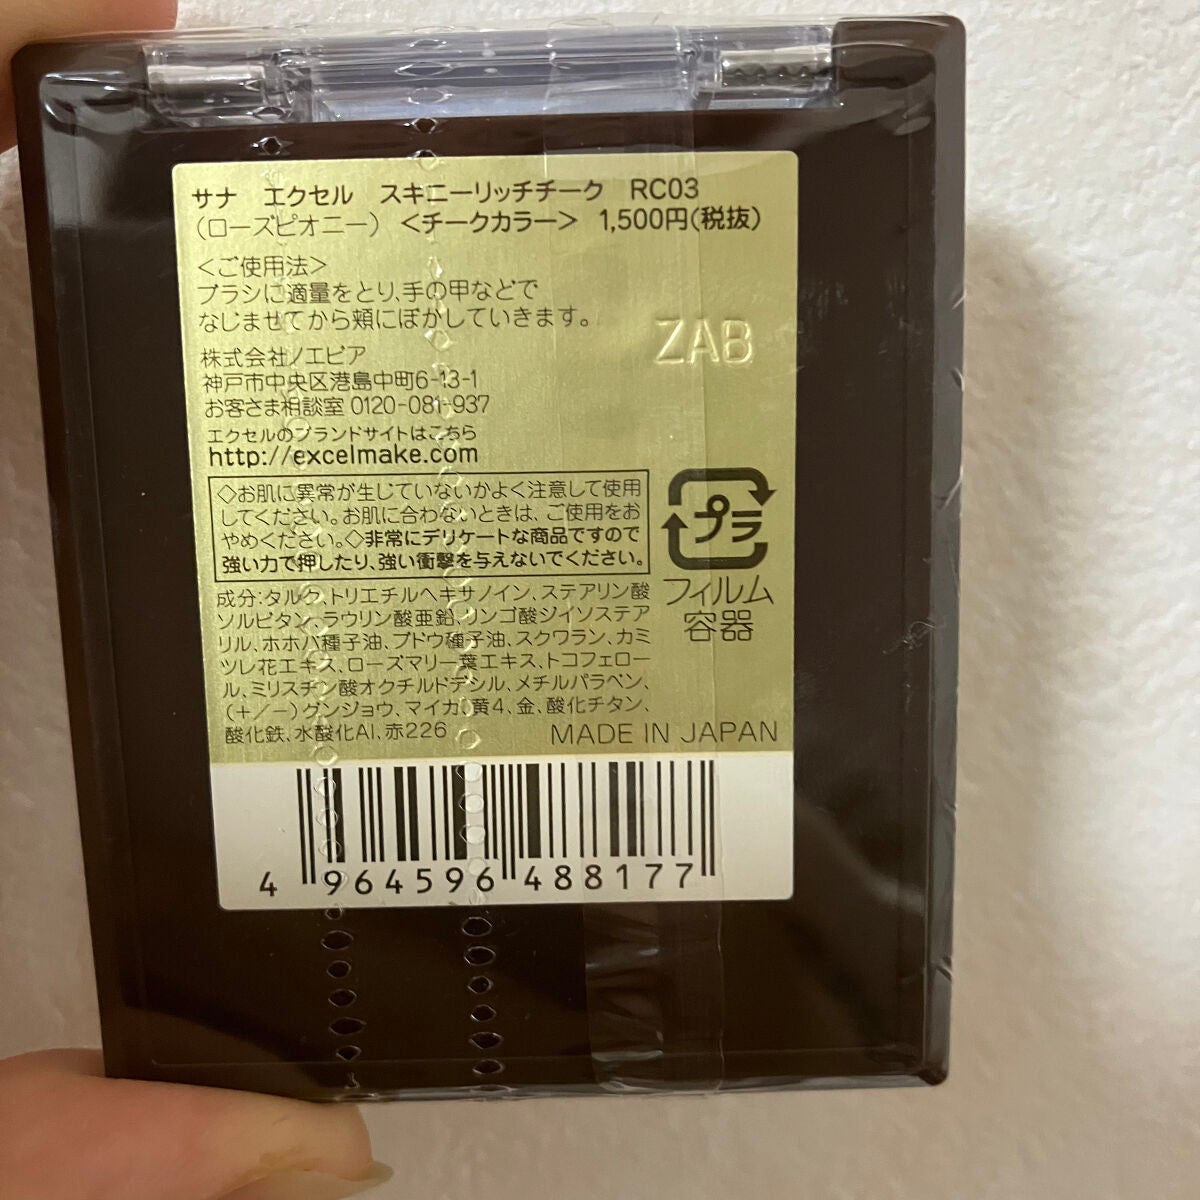 サナ エクセル スキニーリッチチーク RC03
(ローズピオニー) <チークカラー> 1,500円(税抜)
<ご使用法>
ブラシに適量をとり、手の甲などで
なじませてから頬にぼかしていきます。
ZAB
株式会社ノエビア
神戸市中央区港島中町6-13-1
お客さま相談室 0120-081-937
エクセルのブランドサイトはこちら
http://excelmake.com
◇お肌に異常が生じていないかよく注意して使用
してください。お肌に合わないときは、ご使用をお
やめください。◇非常にデリケートな商品ですので
強い力で押したり、強い衝撃を与えないでください。
プラ
フィルム
容器
成分:タルク、トリエチルヘキサノイン、ステアリン酸
ソルビタン、ラウリン酸亜鉛、リンゴ酸ジイソステア
リル、ホホバ種子油、ブドウ種子油、スクワラン、カミ
ツレ花エキス、ローズマリー葉エキス、トコフェロー
ル、ミリスチン酸オクチルドデシル、メチルパラベン、
(+/-)グンジョウ、マイカ、黄4、金、酸化チタン、
酸化鉄、水酸化Al、赤226
MADE IN JAPAN
4 964596 488177